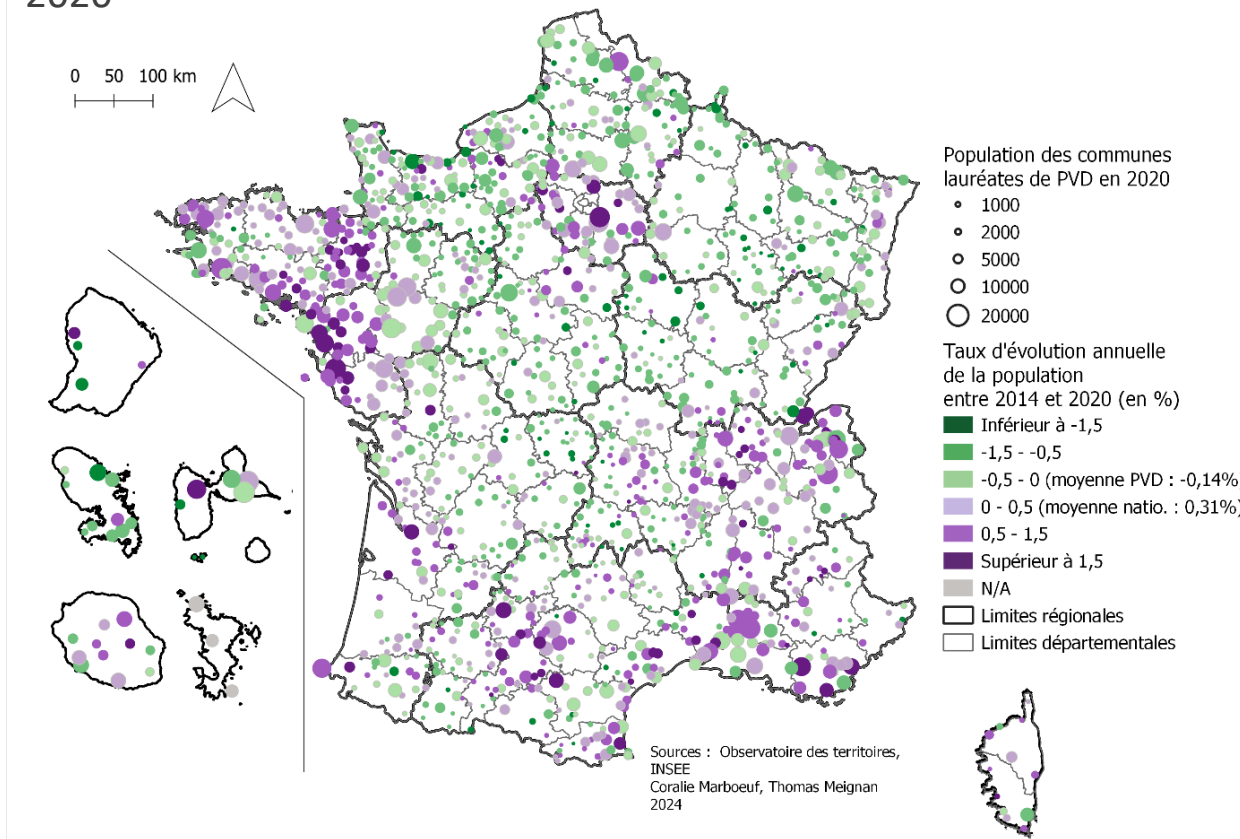 2020
0 50 100 km
Population des communes
lauréates de PVD en 2020
1000
2000
5000
10000
20000
Taux d'évolution annuelle
de la population
entre 2014 et 2020 (en %)
Inférieur à -1,5
-1,5 - -0,5
-0,5 - 0 (moyenne PVD : -0,14%)
0 - 0,5 (moyenne natio. : 0,31%)
0,5 - 1,5
Supérieur à 1,5
N/A
Limites régionales
Limites départementales
Sources : Observatoire des territoires,
INSEE
Coralie Marboeuf, Thomas Meignan
2024